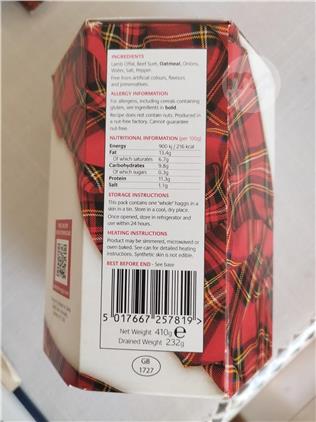 INGREDIENTS
Lamb Offal, Beef Suet, Oatmeal, Onions,
Water, Salt, Pepper.
Free from artificial colours, flavours
and preservatives.
ALLERGY INFORMATION
For allergens, including cereals containing
gluten, see ingredients in bold.
Recipe does not contain nuts. Produced in
a nut-free factory. Cannot guarantee
nut-free.
NUTRITIONAL INFORMATION (per 100g)
Energy 900 kj / 216 kcal
Fat 13.4g
Of which saturates 6.7g
Carbohydrates 9.8g
Of which sugars 0.3g
Protein 11.3g
Salt 1.1g
STORAGE INSTRUCTIONS
This pack contains one 'whole' haggis in a
skin in a tin. Store in a cool, dry place.
Once opened, store in refrigerator and
use within 24 hours.
HEATING INSTRUCTIONS
Product may be simmered, microwaved or
oven baked. See can for detailed heating
instructions. Synthetic skin is not edible.
BEST BEFORE END - See base
5 017667 257819 >
Net Weight 410g e
Drained Weight 232g
GB
1727